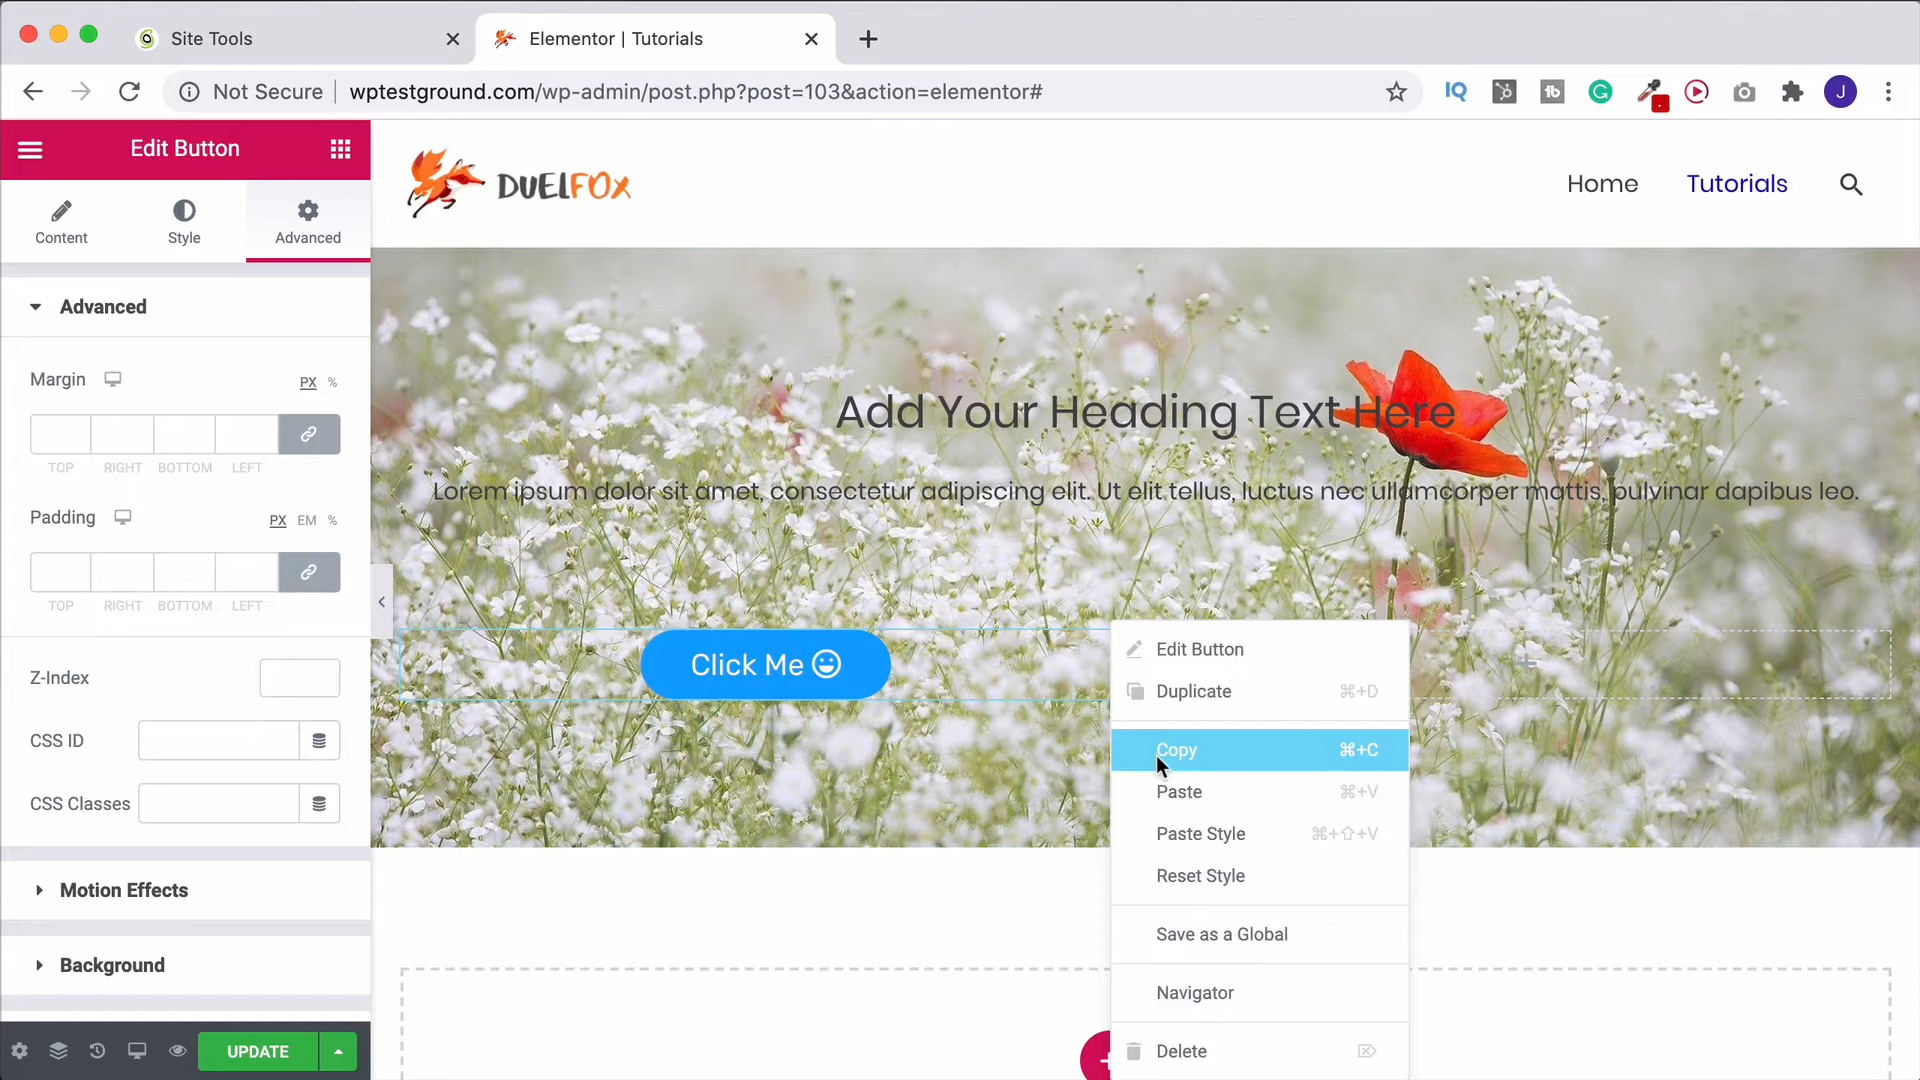 Site Tools
Elementor | Tutorials
Not Secure
wptestground.com/wp-admin/post.php?post=103&action=elementor#
IQ
tb
J
Edit Button
Content
Style
Advanced
Advanced
Margin
PX %
TOP RIGHT BOTTOM LEFT
Padding
PX EM %
TOP RIGHT BOTTOM LEFT
Z-Index
CSS ID
CSS Classes
Motion Effects
Background
UPDATE
DUELFOX
Home
Tutorials
Add Your Heading Text Here
Lorem ipsum dolor sit amet, consectetur adipiscing elit. Ut elit tellus, luctus nec ullamcorper mattis, pulvinar dapibus leo.
Click Me
Edit Button
Duplicate ⌘+D
Copy ⌘+C
Paste ⌘+V
Paste Style ⌘+⇧+V
Reset Style
Save as a Global
Navigator
Delete